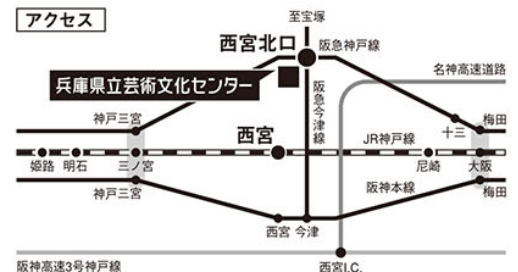 アクセス
至宝塚
西宮北口
阪急神戸線
名神高速道路
兵庫県立芸術文化センター
阪急今津線
神戸三宮
西宮
JR神戸線
十三
梅田
姫路
明石
三ノ宮
尼崎
大阪
神戸三宮
阪神本線
梅田
西宮
今津
阪神高速3号神戸線
西宮I.C.